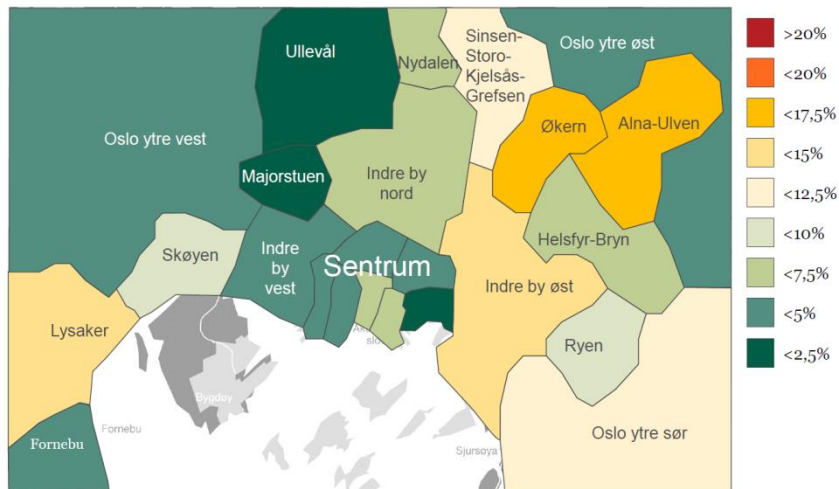 Ullevål
Nydalen
Sinsen-
Storo-
Kjelsås-
Grefsen
Oslo ytre øst
>20%
<20%
<17,5%
<15%
<12,5%
<10%
<7,5%
<5%
<2,5%
Oslo ytre vest
Økern
Alna-Ulven
Majorstuen
Indre by
nord
Skøyen
Indre
by
vest
Sentrum
Helsfyr-Bryn
Indre by øst
Lysaker
Ryen
Bygdøy
Fornebu
Fornebu
Oslo ytre sør
Sjursøya